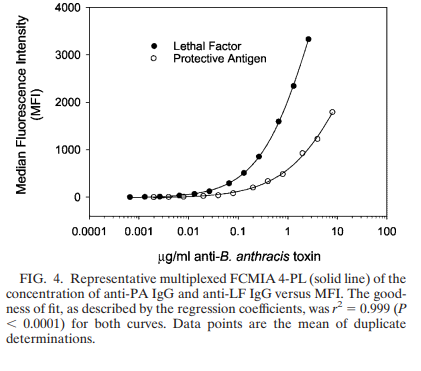 4000
3000
2000
1000
0
Median Fluorescence Intensity
(MFI)
Lethal Factor
Protective Antigen
0.0001 0.001 0.01 0.1 1 10 100
µg/ml anti-B. anthracis toxin
FIG. 4. Representative multiplexed FCMIA 4-PL (solid line) of the
concentration of anti-PA IgG and anti-LF IgG versus MFI. The good-
ness of fit, as described by the regression coefficients, was r² = 0.999 (P
< 0.0001) for both curves. Data points are the mean of duplicate
determinations.